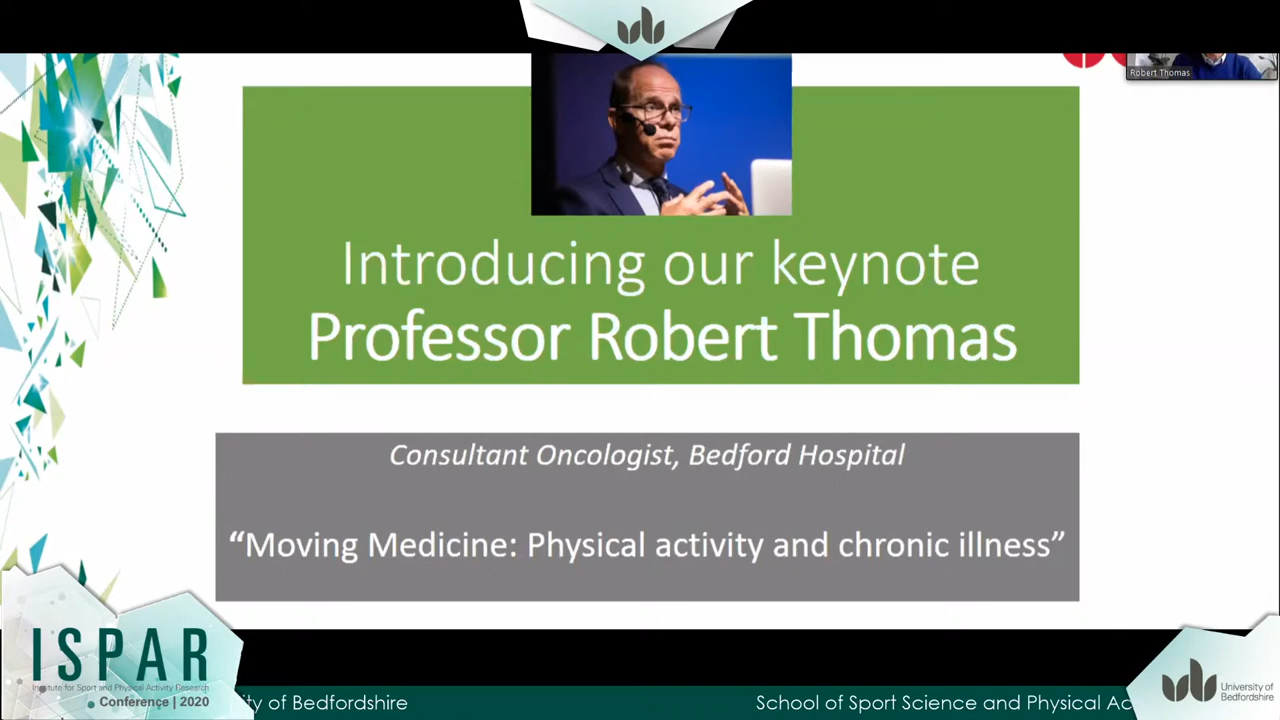 Robert Thomas
Introducing our keynote
Professor Robert Thomas
Consultant Oncologist, Bedford Hospital
“Moving Medicine: Physical activity and chronic illness”
ISPAR
Institute for Sport and Physical Activity Research
Conference | 2020
ity of Bedfordshire
School of Sport Science and Physical Ac
University of
Bedfordshire